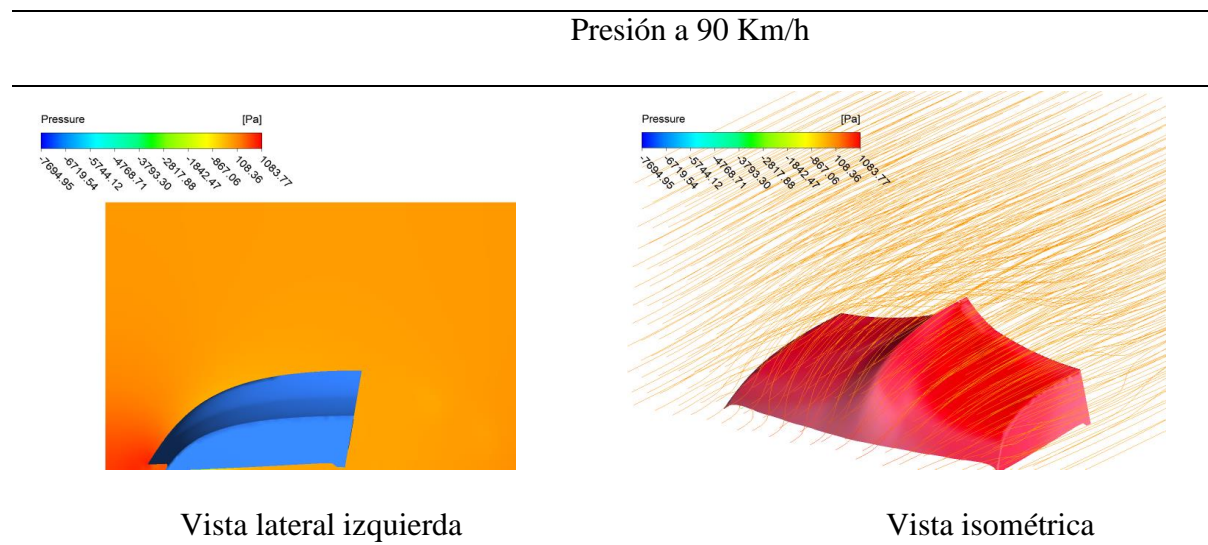 Presión a 90 Km/h
Pressure [Pa]
-7694.95 -6719.54 -5744.12 -4768.71 -3793.30 -2817.88 -1842.47 -867.06 108.36 1083.77
Pressure [Pa]
-7694.95 -6719.54 -5744.12 -4768.71 -3793.30 -2817.88 -1842.47 -867.06 108.36 1083.77
Vista lateral izquierda Vista isométrica